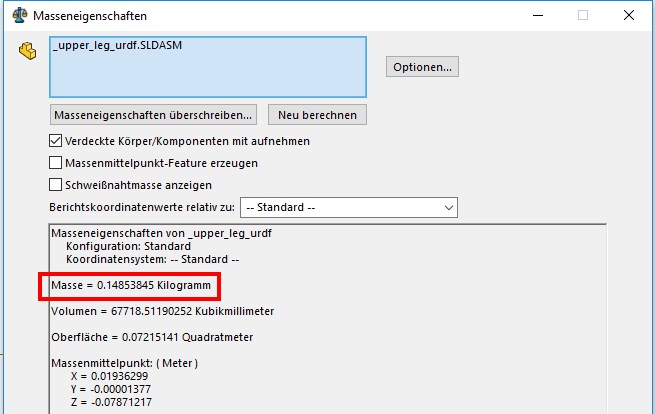 Masseneigenschaften
_upper_leg_urdf.SLDASM
Optionen...
Masseneigenschaften überschreiben...
Neu berechnen
Verdeckte Körper/Komponenten mit aufnehmen
Massenmittelpunkt-Feature erzeugen
Schweißnahtmasse anzeigen
Berichtskoordinatenwerte relativ zu: -- Standard --
Masseneigenschaften von _upper_leg_urdf
Konfiguration: Standard
Koordinatensystem: -- Standard --
Masse = 0.14853845 Kilogramm
Volumen = 67718.51190252 Kubikmillimeter
Oberfläche = 0.07215141 Quadratmeter
Massenmittelpunkt: ( Meter )
X = 0.01936299
Y = -0.00001377
Z = -0.07871217